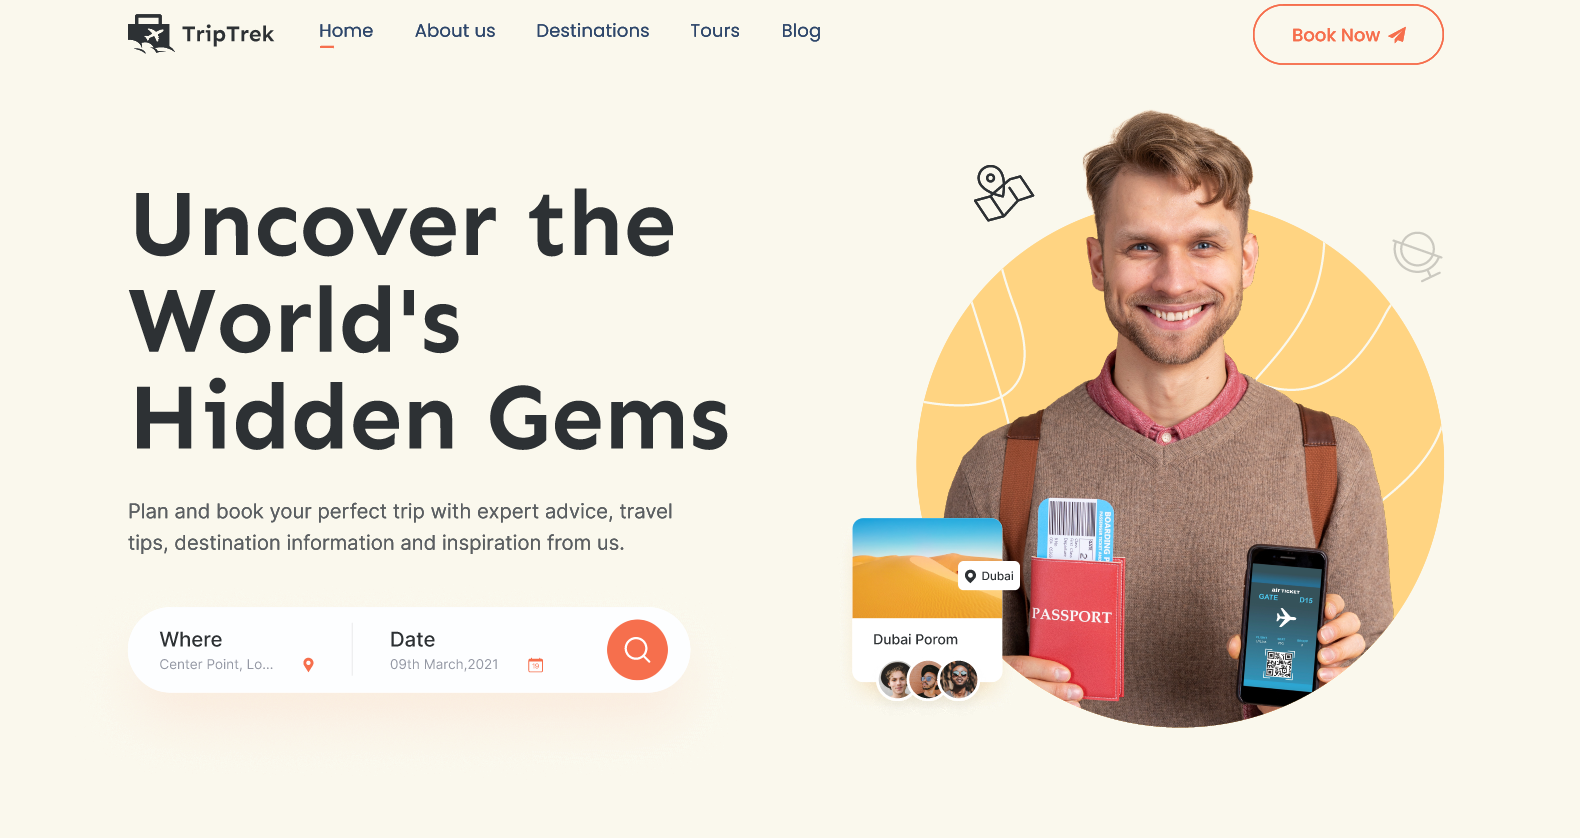 TripTrek
Home
About us
Destinations
Tours
Blog
Book Now
Uncover the
World's
Hidden Gems
Plan and book your perfect trip with expert advice, travel
tips, destination information and inspiration from us.
Where
Center Point, Lo...
Date
09th March,2021
19
Dubai
Dubai Porom
BOARDING P
PASSPORT
air TICKET
GATE
D15